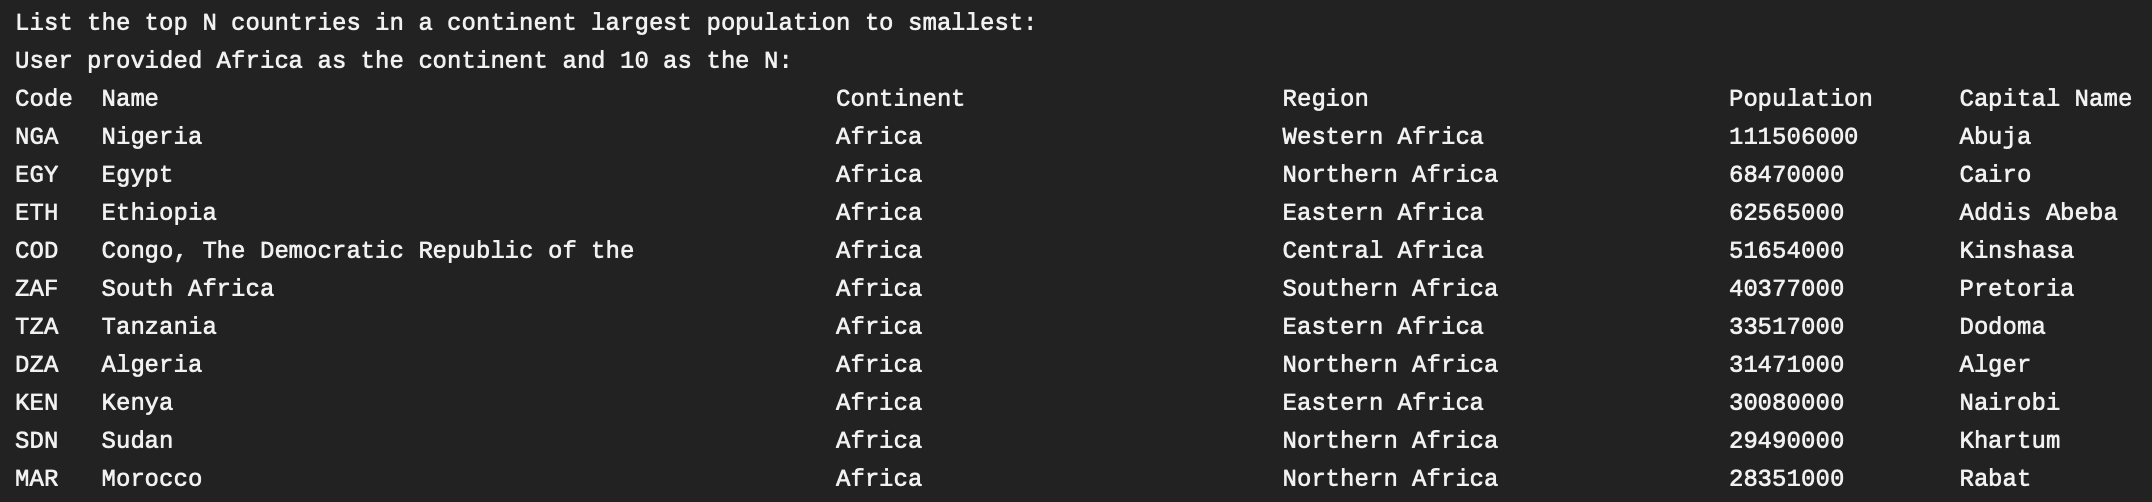 List the top N countries in a continent largest population to smallest:
User provided Africa as the continent and 10 as the N:
Code Name Continent Region Population Capital Name
NGA Nigeria Africa Western Africa 111506000 Abuja
EGY Egypt Africa Northern Africa 68470000 Cairo
ETH Ethiopia Africa Eastern Africa 62565000 Addis Abeba
COD Congo, The Democratic Republic of the Africa Central Africa 51654000 Kinshasa
ZAF South Africa Africa Southern Africa 40377000 Pretoria
TZA Tanzania Africa Eastern Africa 33517000 Dodoma
DZA Algeria Africa Northern Africa 31471000 Alger
KEN Kenya Africa Eastern Africa 30080000 Nairobi
SDN Sudan Africa Northern Africa 29490000 Khartum
MAR Morocco Africa Northern Africa 28351000 Rabat